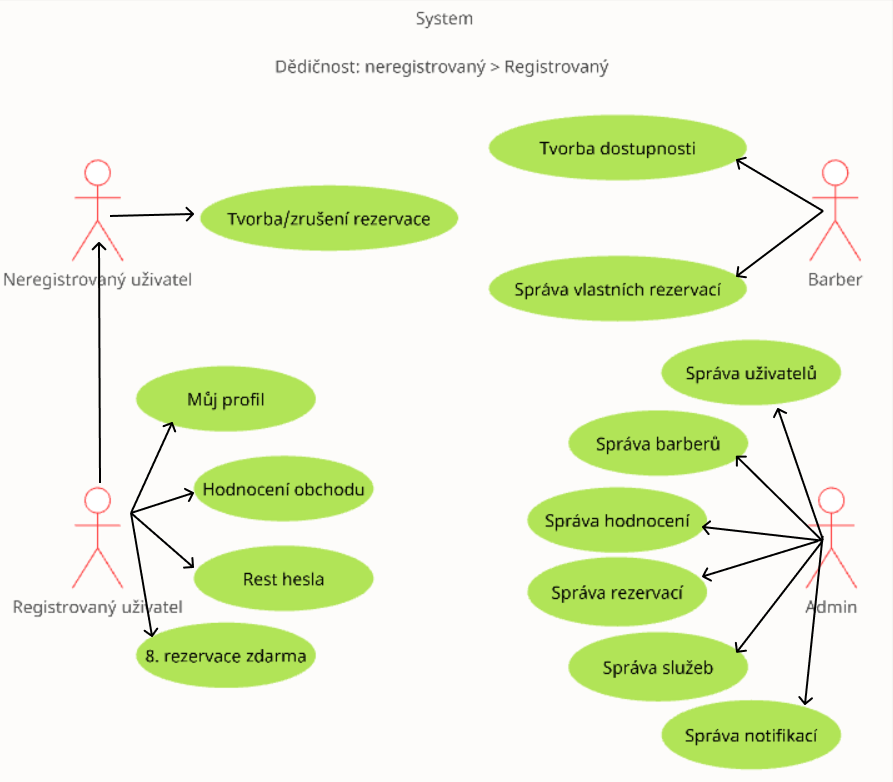 System
Dědičnost: neregistrovaný > Registrovaný
Tvorba dostupnosti
Tvorba/zrušení rezervace
Neregistrovaný uživatel
Barber
Správa vlastních rezervací
Správa uživatelů
Můj profil
Správa barberů
Hodnocení obchodu
Správa hodnocení
Rest hesla
Správa rezervací
Registrovaný uživatel
Admin
8. rezervace zdarma
Správa služeb
Správa notifikací